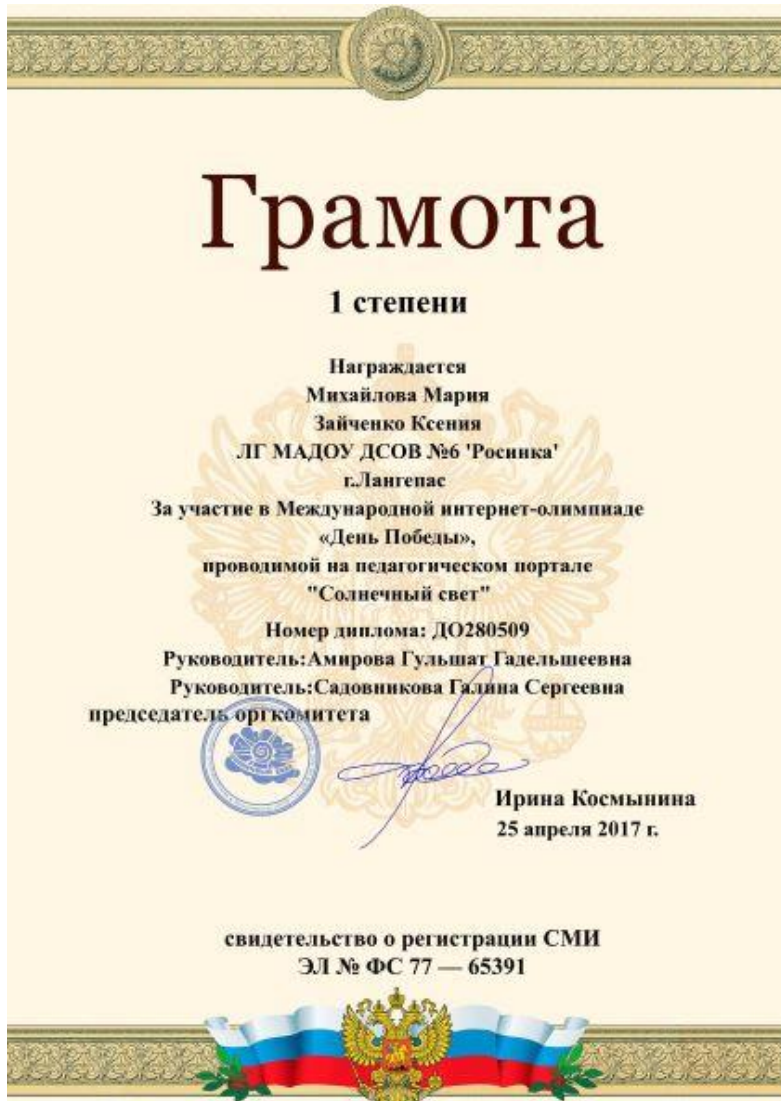 Грамота
1 степени
Награждается
Михайлова Мария
Зайченко Ксения
ЛГ МАДОУ ДСОВ №6 'Росинка'
г.Лангепас
За участие в Международной интернет-олимпиаде
«День Победы»,
проводимой на педагогическом портале
"Солнечный свет"
Номер диплома: ДО280509
Руководитель:Амирова Гульшат Гадельшеевна
Руководитель:Садовникова Галина Сергеевна
председатель оргкомитета
Ирина Космынина
25 апреля 2017 г.
свидетельство о регистрации СМИ
ЭЛ № ФС 77 — 65391